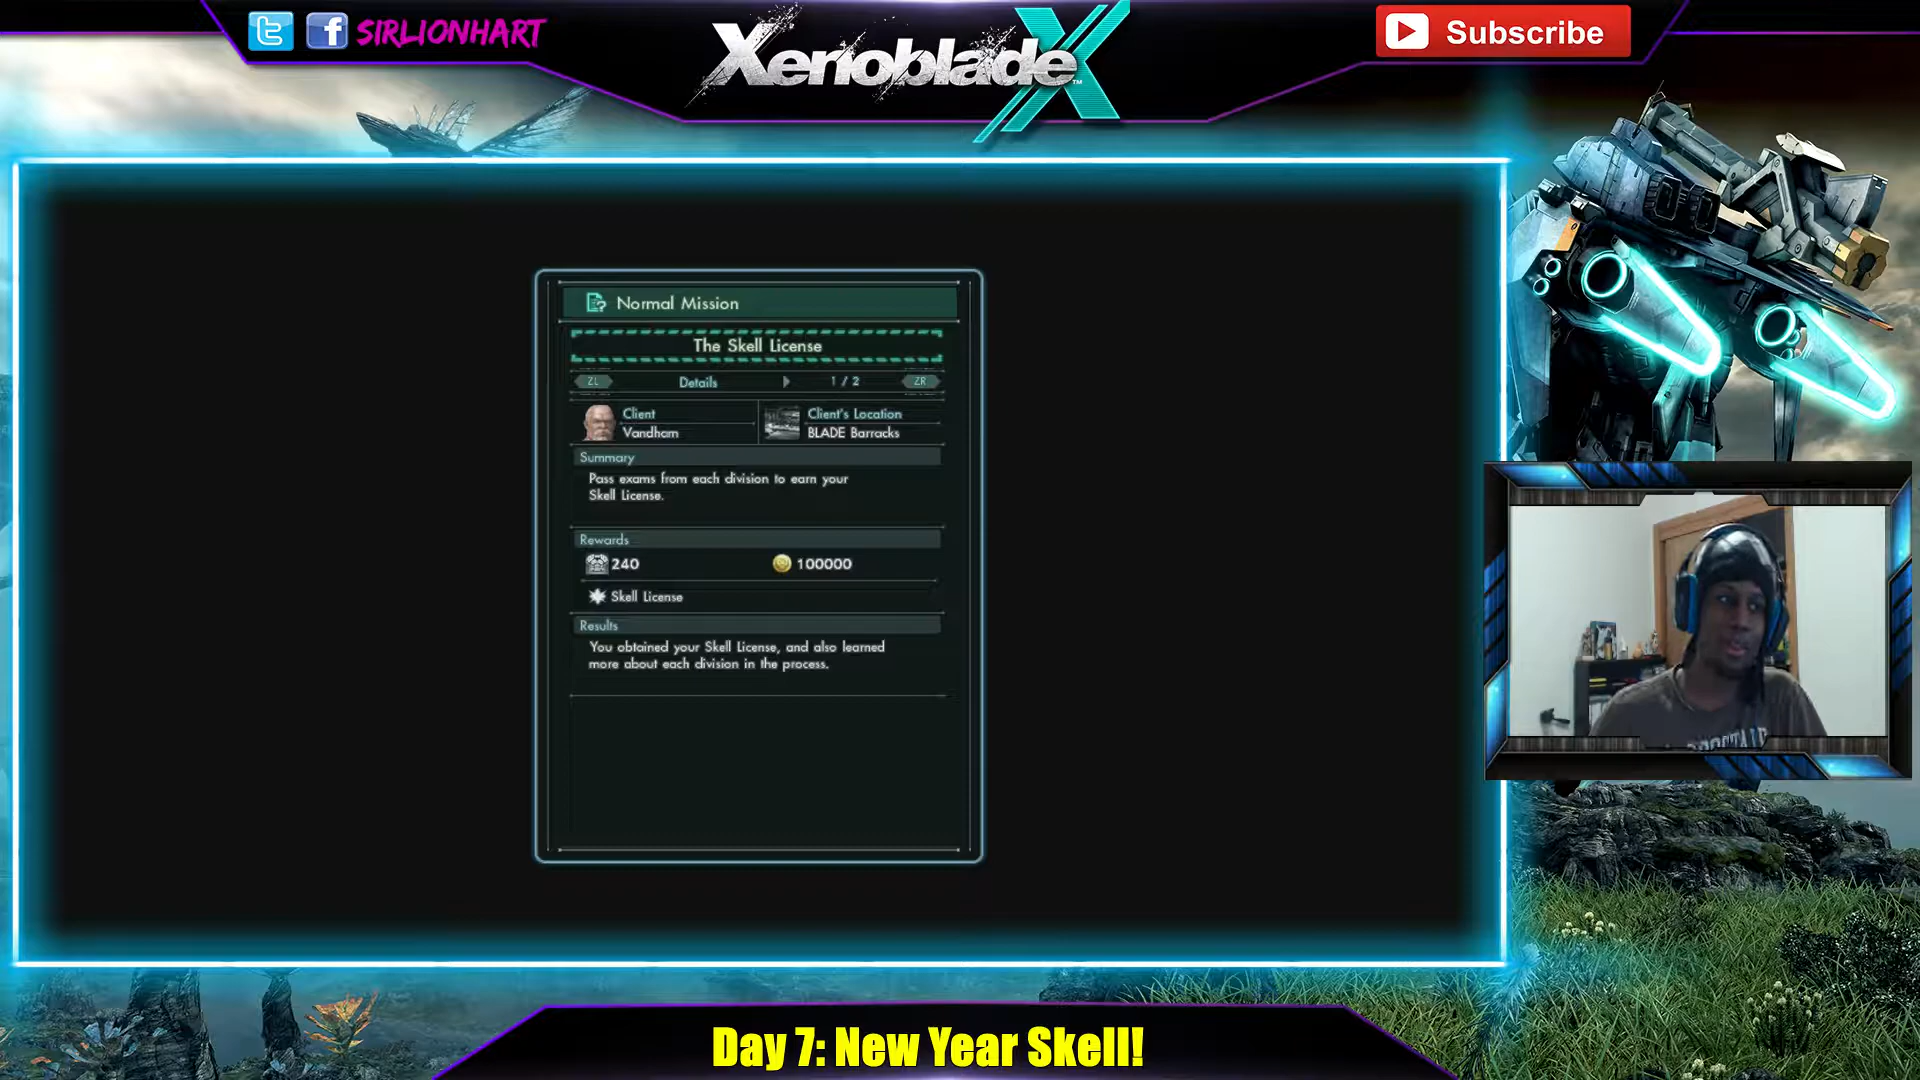 SIRLIONHART
XenobladeX
TM
Subscribe
Normal Mission
The Skell License
ZL Details 1 / 2 ZR
Client
Vandham
Client's Location
BLADE Barracks
Summary
Pass exams from each division to earn your
Skell License.
Rewards
240 100000
Skell License
Results
You obtained your Skell License, and also learned
more about each division in the process.
Day 7: New Year Skell!